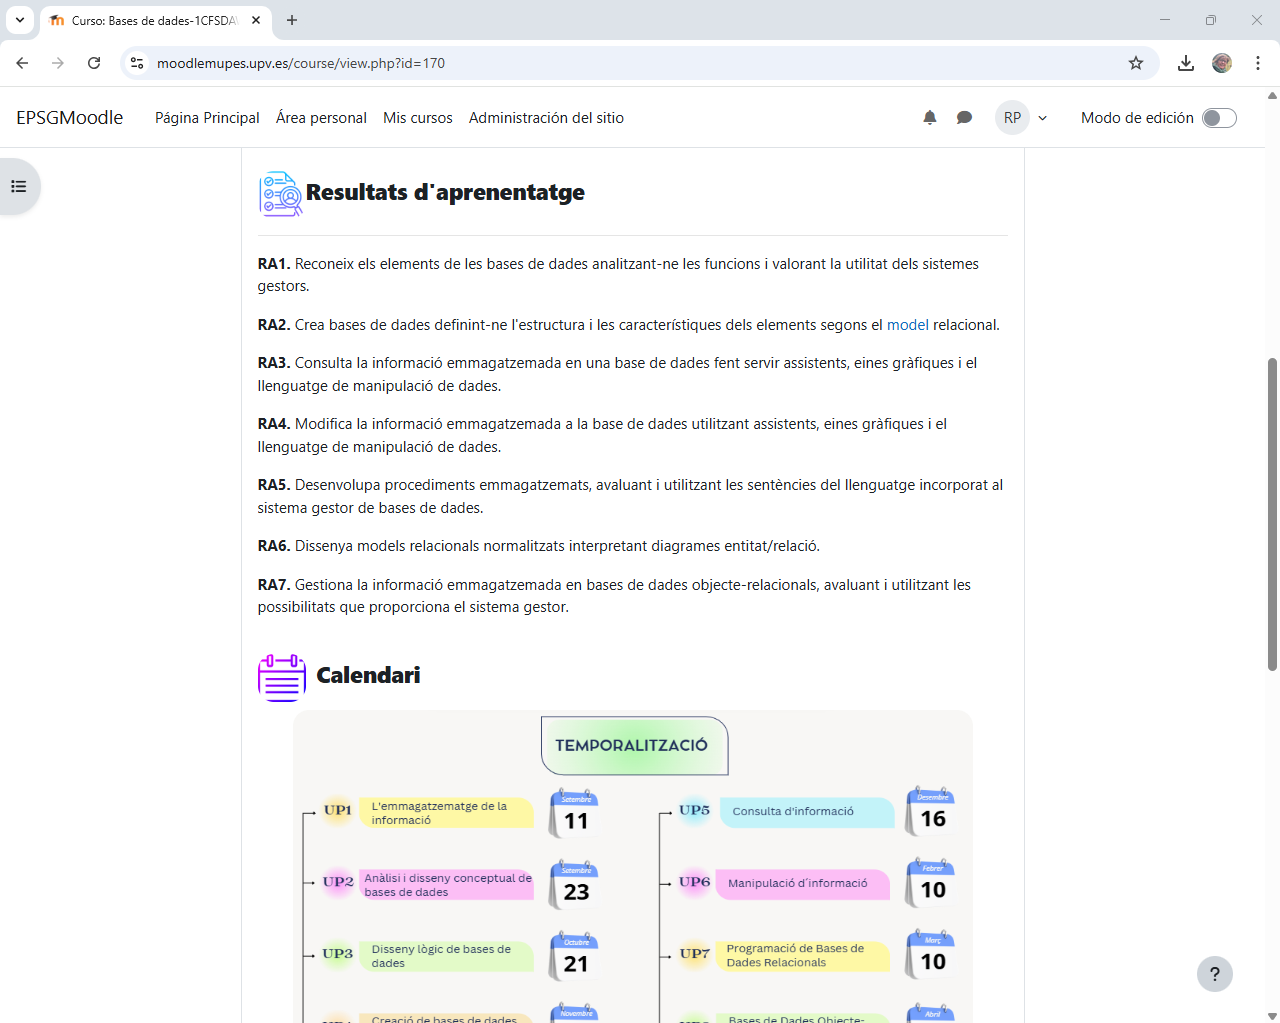 Curso: Bases de dades-1CFSDA
moodlemupes.upv.es/course/view.php?id=170
EPSGMoodle
Página Principal
Área personal
Mis cursos
Administración del sitio
RP
Modo de edición
Resultats d'aprenentatge
RA1. Reconeix els elements de les bases de dades analitzant-ne les funcions i valorant la utilitat dels sistemes
gestors.
RA2. Crea bases de dades definint-ne l'estructura i les característiques dels elements segons el model relacional.
RA3. Consulta la informació emmagatzemada en una base de dades fent servir assistents, eines gràfiques i el
llenguatge de manipulació de dades.
RA4. Modifica la informació emmagatzemada a la base de dades utilitzant assistents, eines gràfiques i el
llenguatge de manipulació de dades.
RA5. Desenvolupa procediments emmagatzemats, avaluant i utilitzant les sentències del llenguatge incorporat al
sistema gestor de bases de dades.
RA6. Dissenya models relacionals normalitzats interpretant diagrames entitat/relació.
RA7. Gestiona la informació emmagatzemada en bases de dades objecte-relacionals, avaluant i utilitzant les
possibilitats que proporciona el sistema gestor.
Calendari
TEMPORALITZACIÓ
UP1
L'emmagatzematge de la
informació
Setembre
11
UP2
Anàlisi i disseny conceptual de
bases de dades
Setembre
23
UP3
Disseny lògic de bases de
dades
Octubre
21
Creació de bases de dades
Novembre
UP5
Consulta d'informació
Desembre
16
UP6
Manipulació d´informació
Febrer
10
UP7
Programació de Bases de
Dades Relacionals
Març
10
Bases de Dades Objecte-
Abril
?